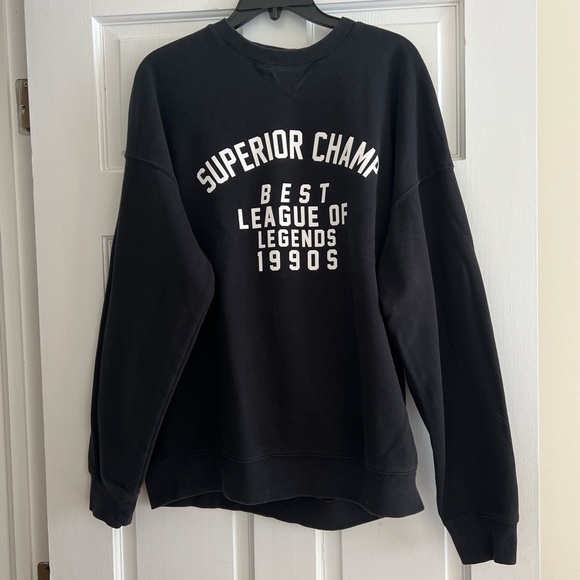 SUPERIOR CHAMP
BEST
LEAGUE OF
LEGENDS
1990S